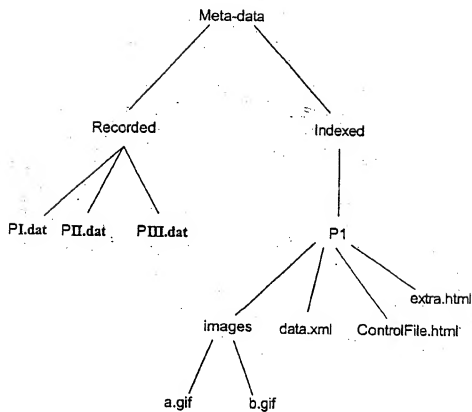 Meta-data
Recorded
Indexed
PI.dat PII.dat PIII.dat
P1
extra.html
images data.xml ControlFile.html
a.gif b.gif